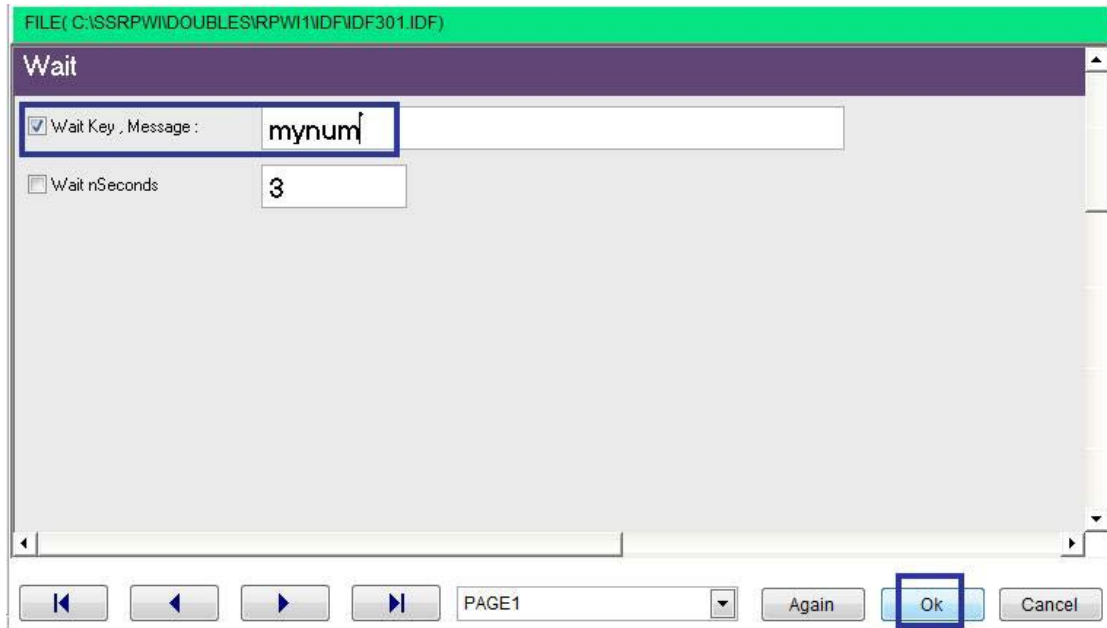 FILE( C:\SSRPWI\DOUBLES\RPWI1\IDF\IDF301.IDF)
Wait
Wait Key , Message : mynum
Wait nSeconds 3
PAGE1 Again Ok Cancel